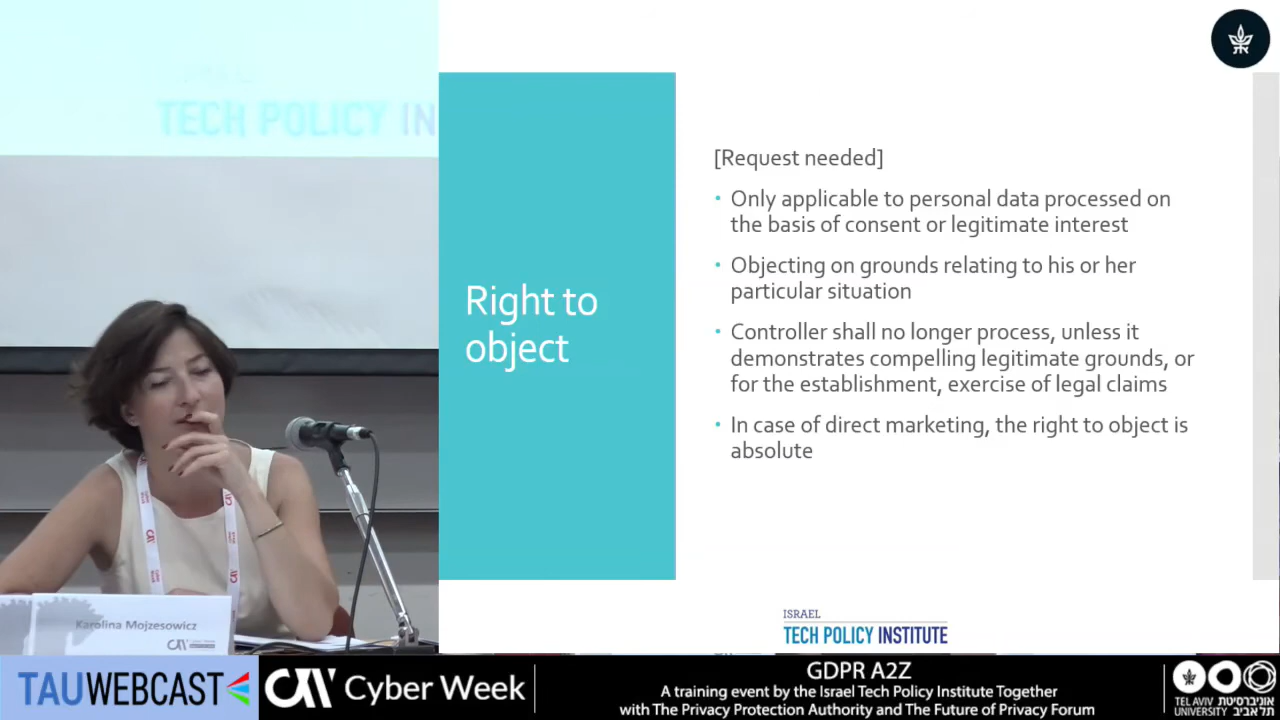 TECH POLICY IN
[Request needed]
Only applicable to personal data processed on
the basis of consent or legitimate interest
Objecting on grounds relating to his or her
particular situation
Controller shall no longer process, unless it
demonstrates compelling legitimate grounds, or
for the establishment, exercise of legal claims
In case of direct marketing, the right to object is
absolute
Right to
object
Karolina Mojzesowicz
ISRAEL
TECH POLICY INSTITUTE
TAUWEBCAST
Cyber Week
GDPR A2Z
A training event by the Israel Tech Policy Institute Together
with The Privacy Protection Authority and The Future of Privacy Forum
TEL AVIV אוניברסיטת
UNIVERSITY תל אביב